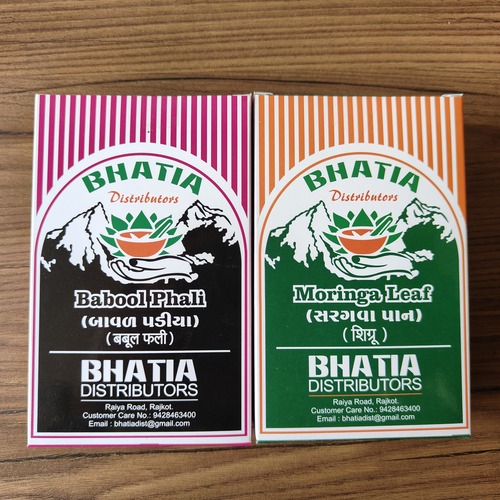 BHATIA
Distributors
Babool Phali
(બાવળ પડીયા)
(बबूल फली)
BHATIA
DISTRIBUTORS
Raiya Road, Rajkot.
Customer Care No.: 9428463400
Email : bhatiadist@gmail.com
BHATIA
Distributors
Moringa Leaf
(સરગવા પાન)
(शिग्रू)
BHATIA
DISTRIBUTORS
Raiya Road, Rajkot.
Customer Care No.: 9428463400
Email : bhatiadist@gmail.com